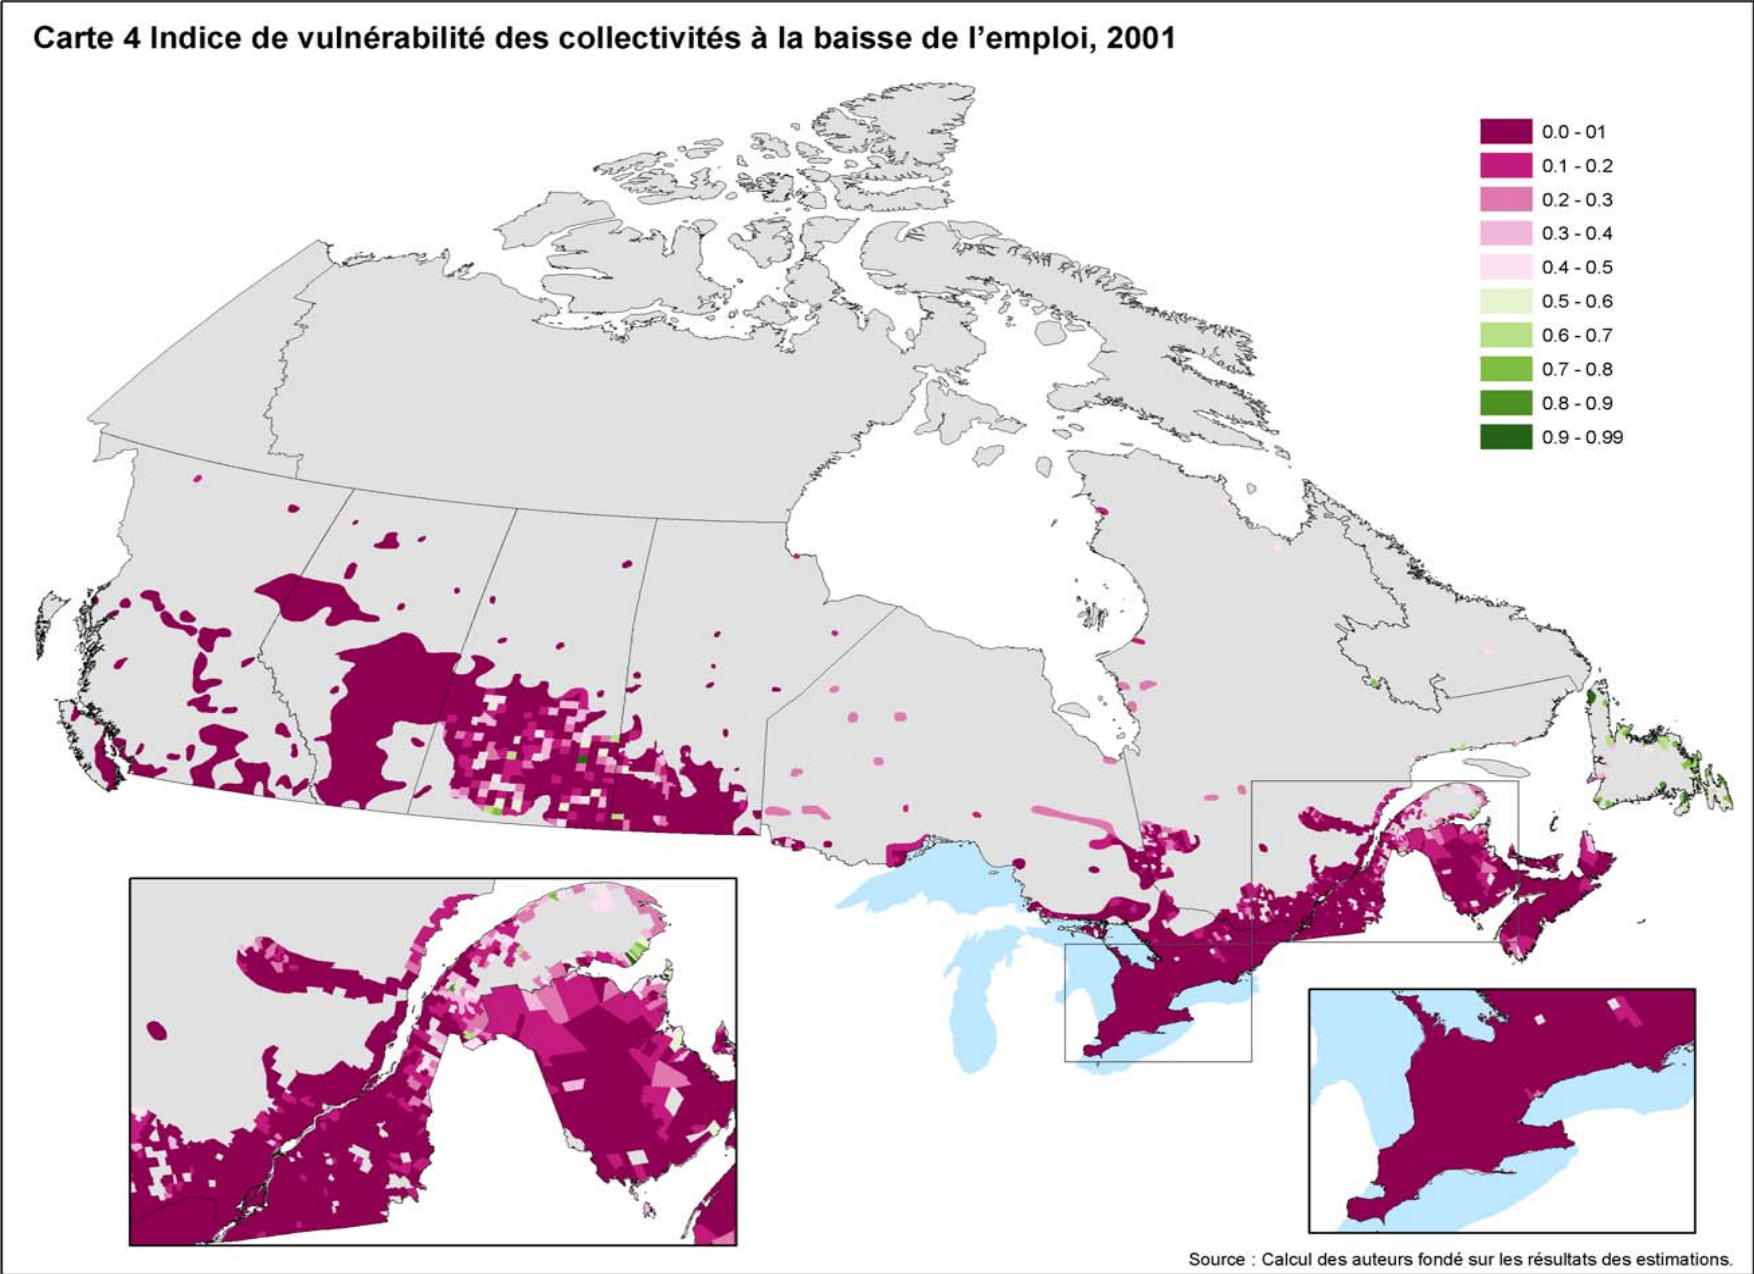 Carte 4 Indice de vulnérabilité des collectivités à la baisse de l'emploi, 2001
0.0 - 01
0.1 - 0.2
0.2 - 0.3
0.3 - 0.4
0.4 - 0.5
0.5 - 0.6
0.6 - 0.7
0.7 - 0.8
0.8 - 0.9
0.9 - 0.99
Source : Calcul des auteurs fondé sur les résultats des estimations.